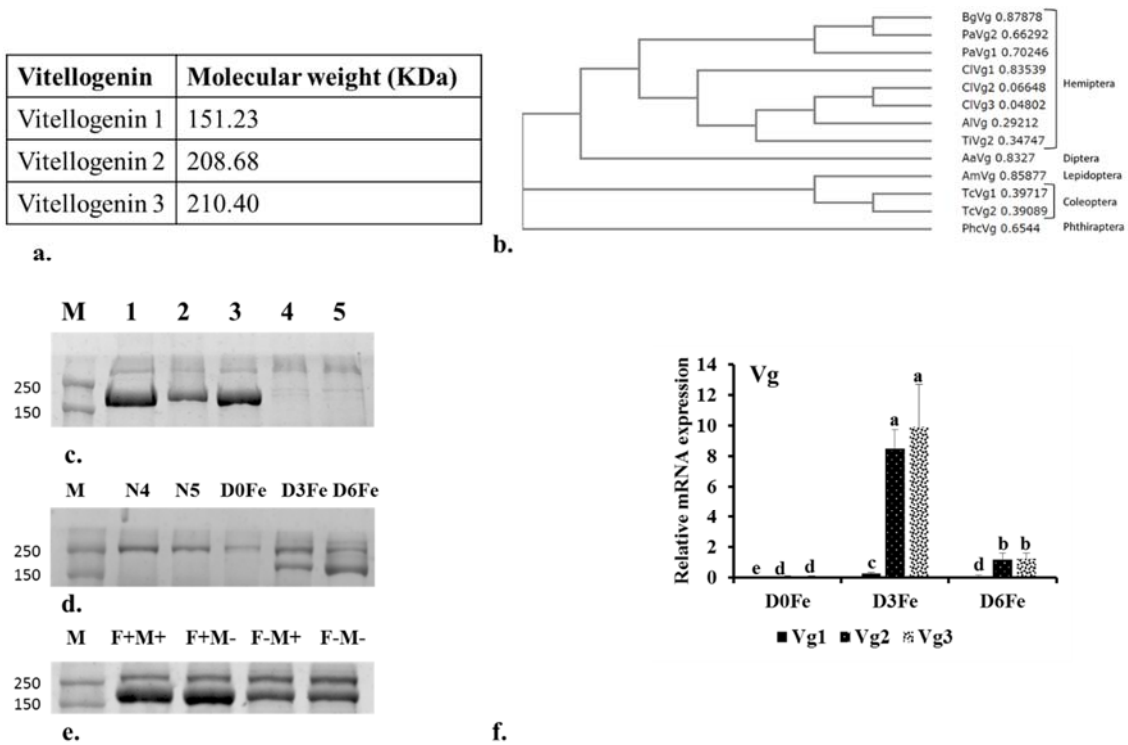 Vitellogenin Molecular weight (KDa)
Vitellogenin 1 151.23
Vitellogenin 2 208.68
Vitellogenin 3 210.40
a.
BgVg 0.87878
PaVg2 0.66292
PaVg1 0.70246
ClVg1 0.83539
ClVg2 0.06648
ClVg3 0.04802
AlVg 0.29212
TiVg2 0.34747
Hemiptera
AaVg 0.8327 Diptera
AmVg 0.85877 Lepidoptera
TcVg1 0.39717
TcVg2 0.39089
Coleoptera
PhcVg 0.6544 Phthiraptera
b.
M 1 2 3 4 5
250
150
c.
M N4 N5 D0Fe D3Fe D6Fe
250
150
d.
M F+M+ F+M- F-M+ F-M-
250
150
e.
Vg
Relative mRNA expression
14
12
10
8
6
4
2
0
e d d
c a a
d b b
D0Fe D3Fe D6Fe
Vg1 Vg2 Vg3
f.